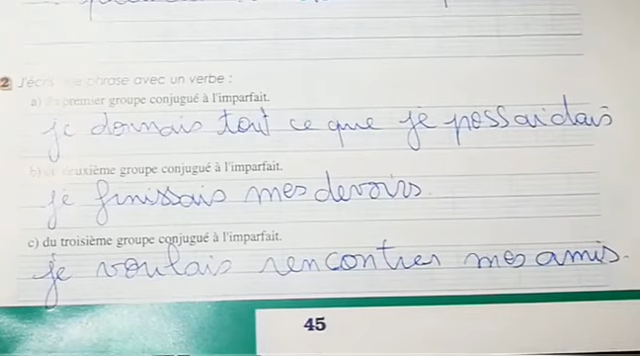 2 J'écris une phrase avec un verbe :
a) du premier groupe conjugué à l'imparfait.
je donnais tout ce que je possaidais
b) du deuxième groupe conjugué à l'imparfait.
je finissais mes devoirs.
c) du troisième groupe conjugué à l'imparfait.
je voulais rencontrer mes amis.
45